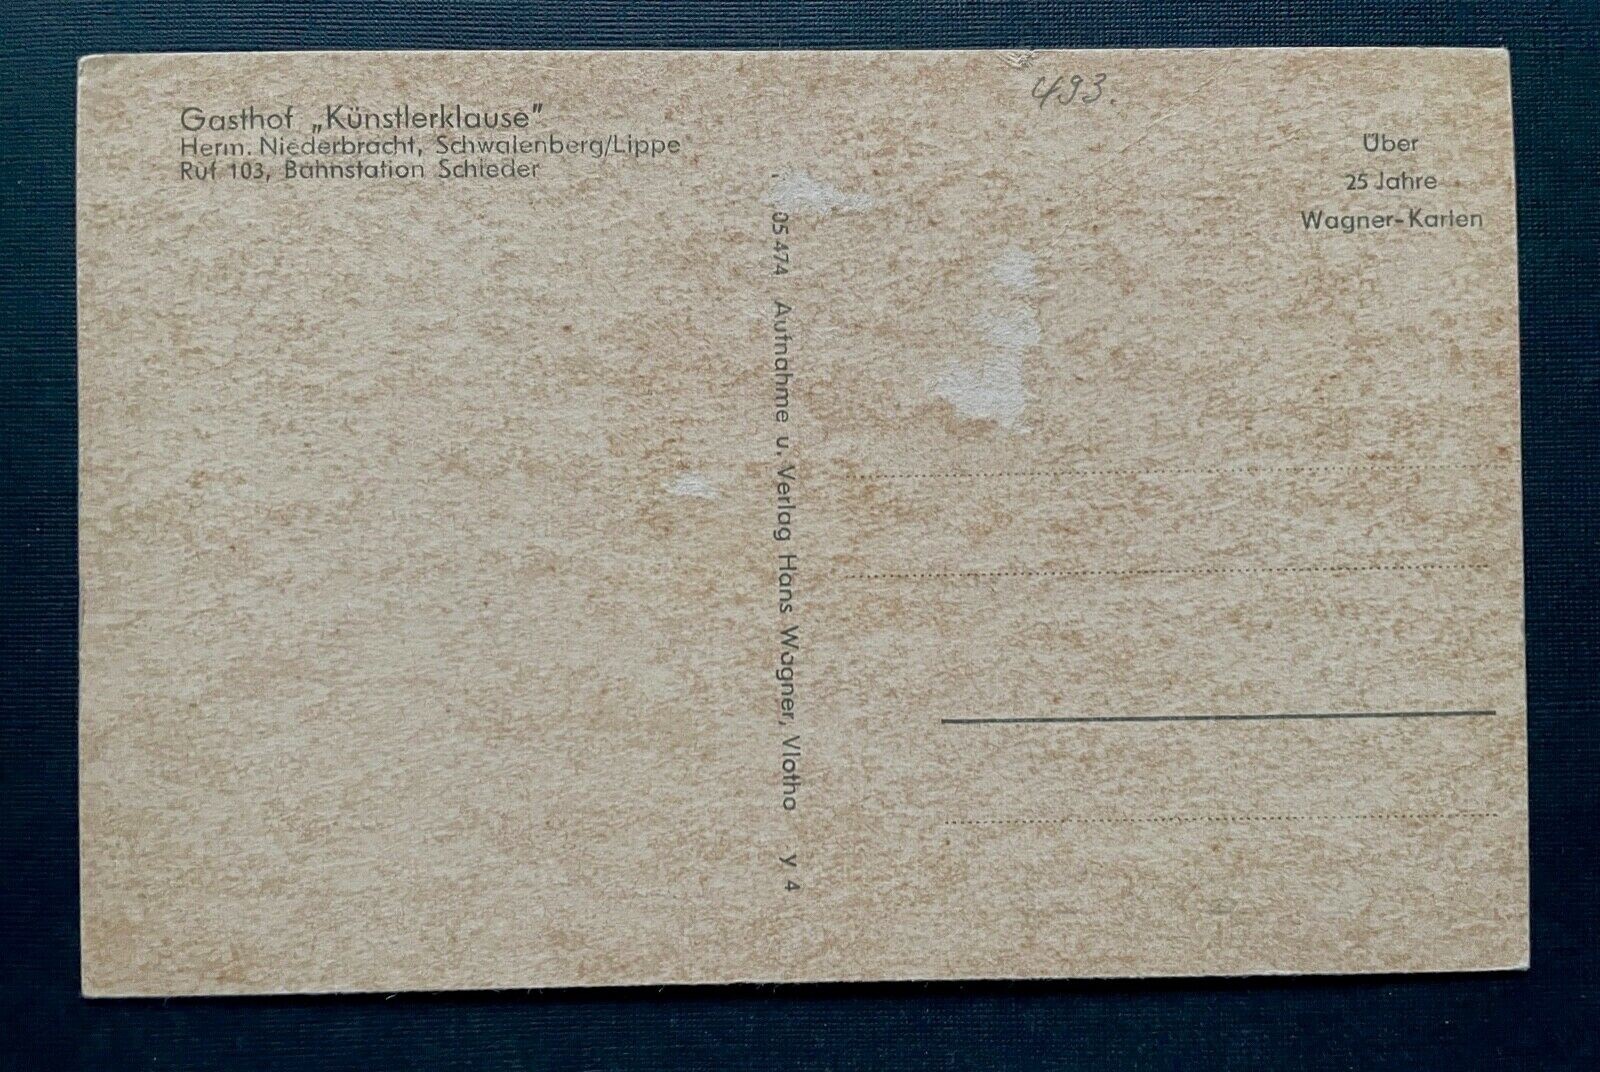 Gasthof „Künstlerklause"
Herm. Niederbracht, Schwalenberg/Lippe
Ruf 103, Bahnstation Schieder
493.
Über
25 Jahre
Wagner-Karten
05 474 Aufnahme u. Verlag Hans Wagner, Vlotho y 4